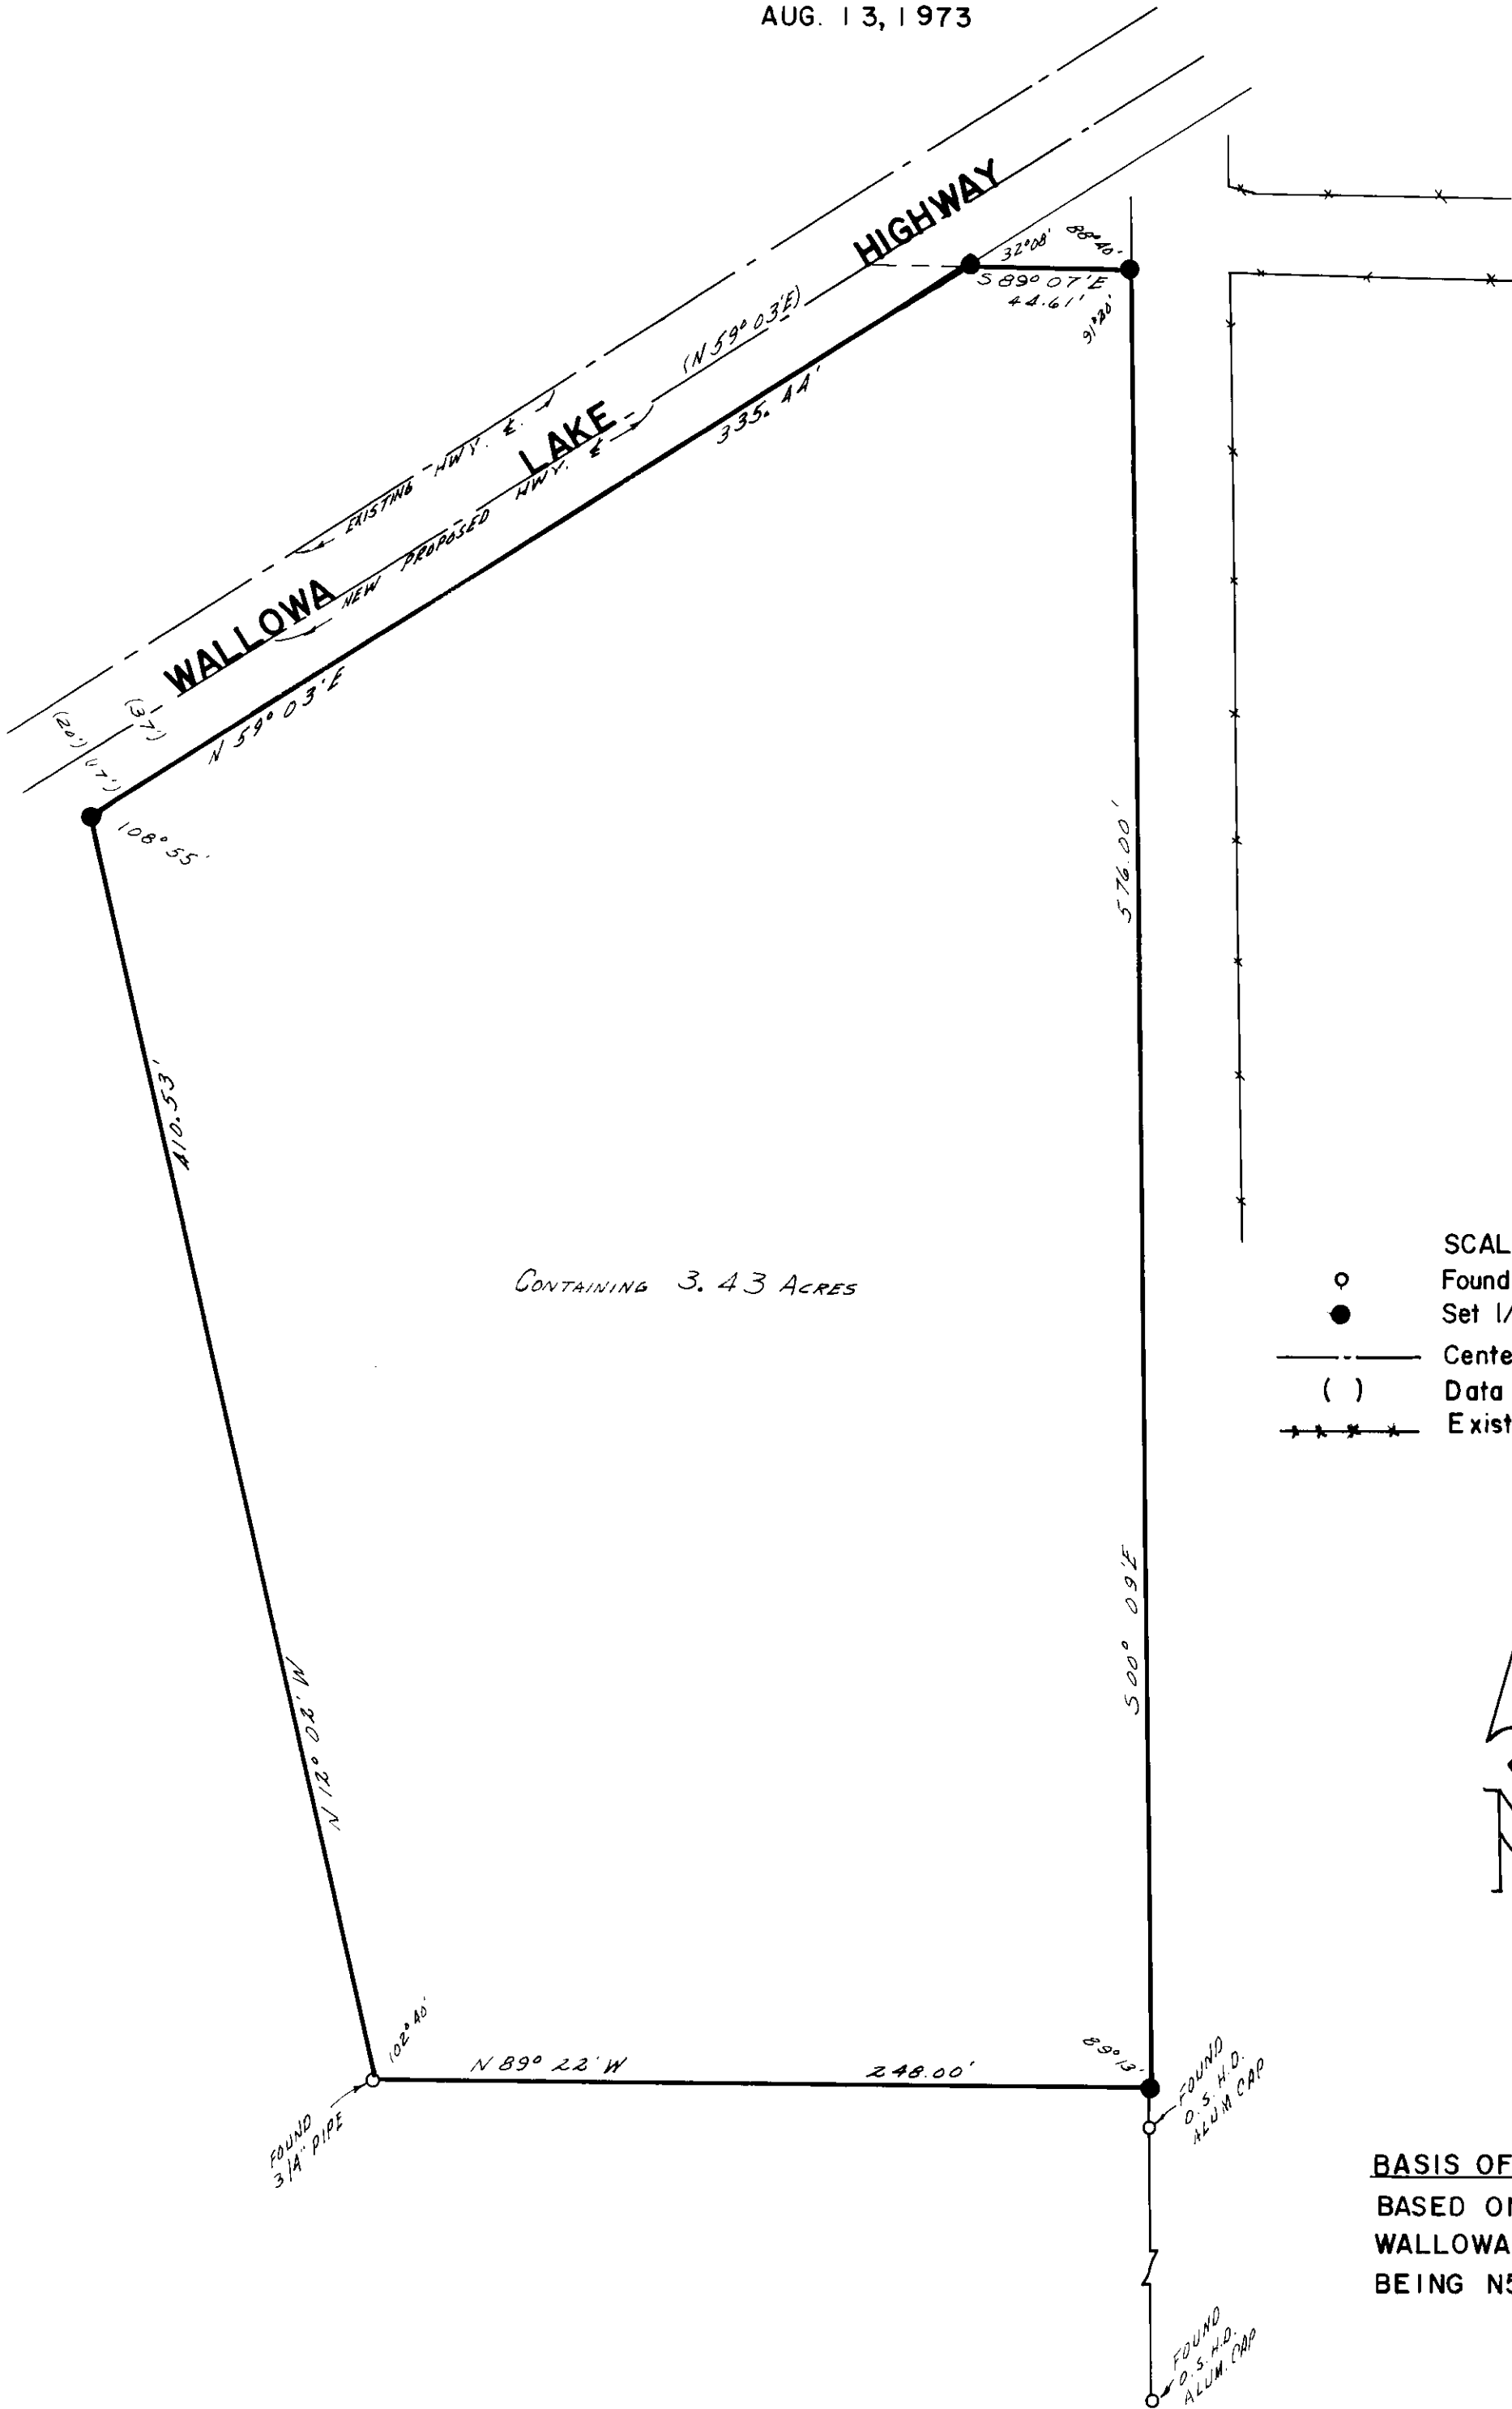 AUG. 13, 1973
WALLOWA LAKE HIGHWAY
32°08'
88°40'
S 89° 07' E
44.61'
91°20'
(N 59° 03' E)
335.44'
EXISTING HWY. ℄
NEW PROPOSED HWY. ℄
N 59° 03' E
(20')
(37')
(17')
108° 55'
576.00'
410.53'
CONTAINING 3.43 ACRES
SCAL
Found
Set 1/
Cente
( ) Data
Exist
S 00° 09' E
N 12° 02' W
102° 40'
N 89° 22' W
248.00'
89° 13'
FOUND
3/4" PIPE
FOUND
O.S.H.D.
ALUM CAP
N
BASIS OF
BASED O
WALLOWA
BEING N5
FOUND
O.S.H.D.
ALUM. CAP